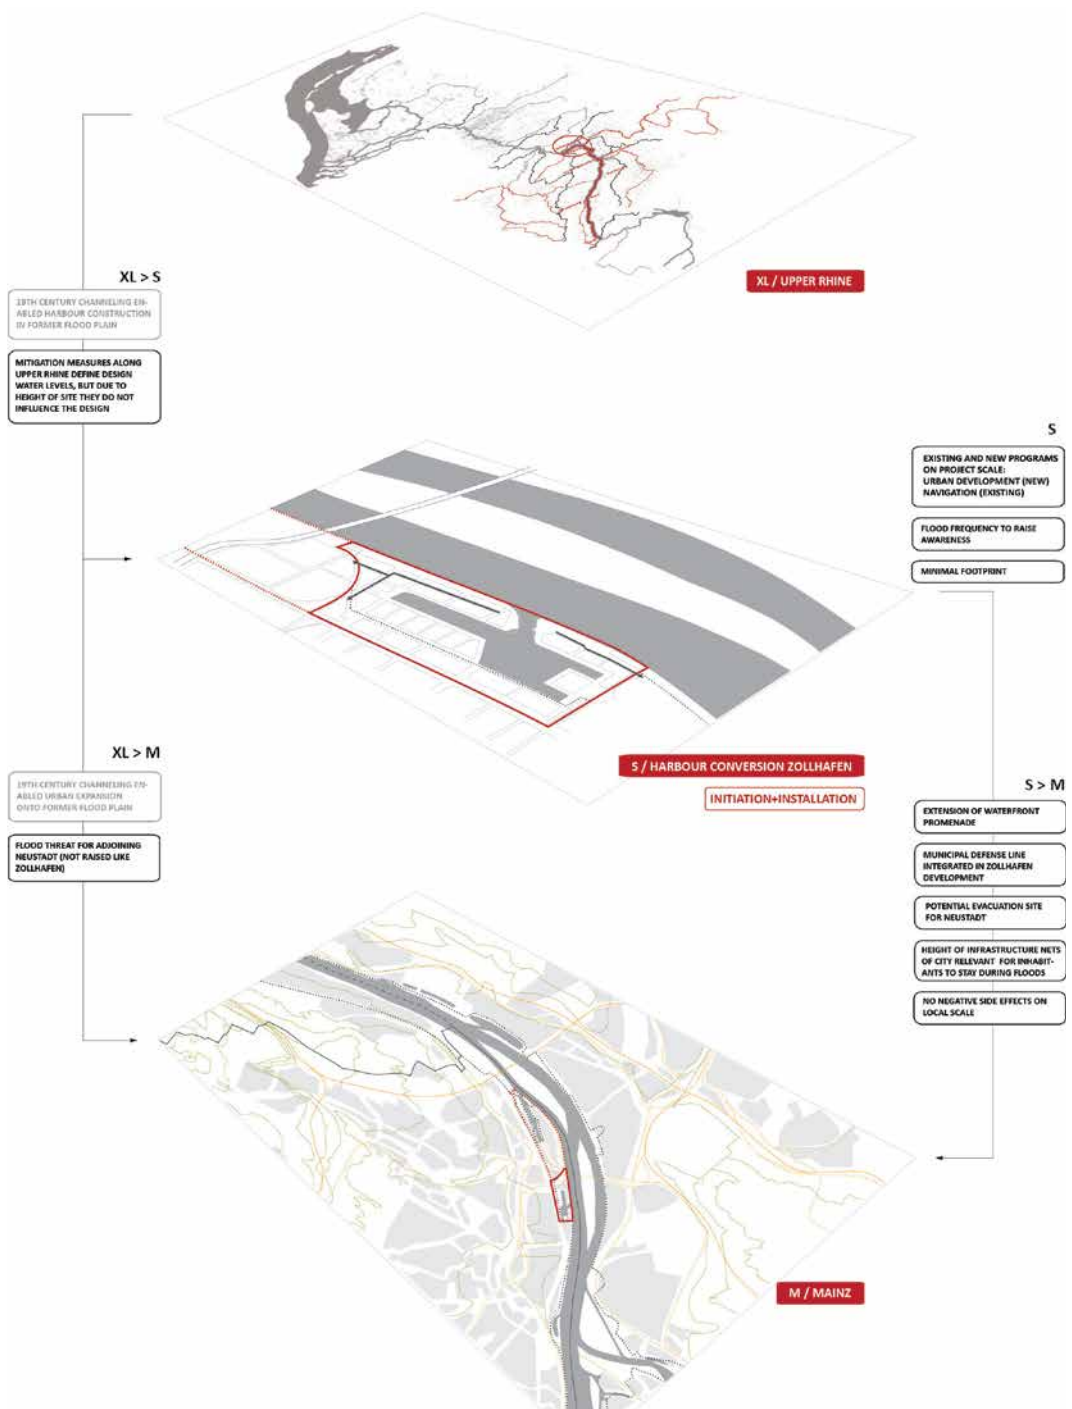 XL / UPPER RHINE
XL > S
19TH CENTURY CHANNELING EN-
ABLED HARBOUR CONSTRUCTION
IN FORMER FLOOD PLAIN
MITIGATION MEASURES ALONG
UPPER RHINE DEFINE DESIGN
WATER LEVELS, BUT DUE TO
HEIGHT OF SITE THEY DO NOT
INFLUENCE THE DESIGN
S
EXISTING AND NEW PROGRAMS
ON PROJECT SCALE:
URBAN DEVELOPMENT (NEW)
NAVIGATION (EXISTING)
FLOOD FREQUENCY TO RAISE
AWARENESS
MINIMAL FOOTPRINT
S / HARBOUR CONVERSION ZOLLHAFEN
INITIATION+INSTALLATION
XL > M
19TH CENTURY CHANNELING EN-
ABLED URBAN EXPANSION
ONTO FORMER FLOOD PLAIN
FLOOD THREAT FOR ADJOINING
NEUSTADT (NOT RAISED LIKE
ZOLLHAFEN)
S > M
EXTENSION OF WATERFRONT
PROMENADE
MUNICIPAL DEFENSE LINE
INTEGRATED IN ZOLLHAFEN
DEVELOPMENT
POTENTIAL EVACUATION SITE
FOR NEUSTADT
HEIGHT OF INFRASTRUCTURE NETS
OF CITY RELEVANT FOR INHABIT-
ANTS TO STAY DURING FLOODS
NO NEGATIVE SIDE EFFECTS ON
LOCAL SCALE
M / MAINZ